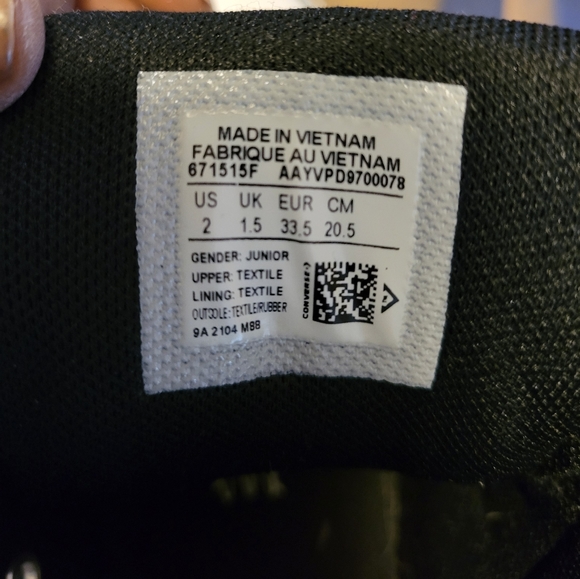 MADE IN VIETNAM
FABRIQUE AU VIETNAM
671515F AAYVPD9700078
US UK EUR CM
2 1.5 33.5 20.5
GENDER: JUNIOR
UPPER: TEXTILE
LINING: TEXTILE
OUTSOLE: TEXTILE/RUBBER
9A 2104 MBB
CONVERSE